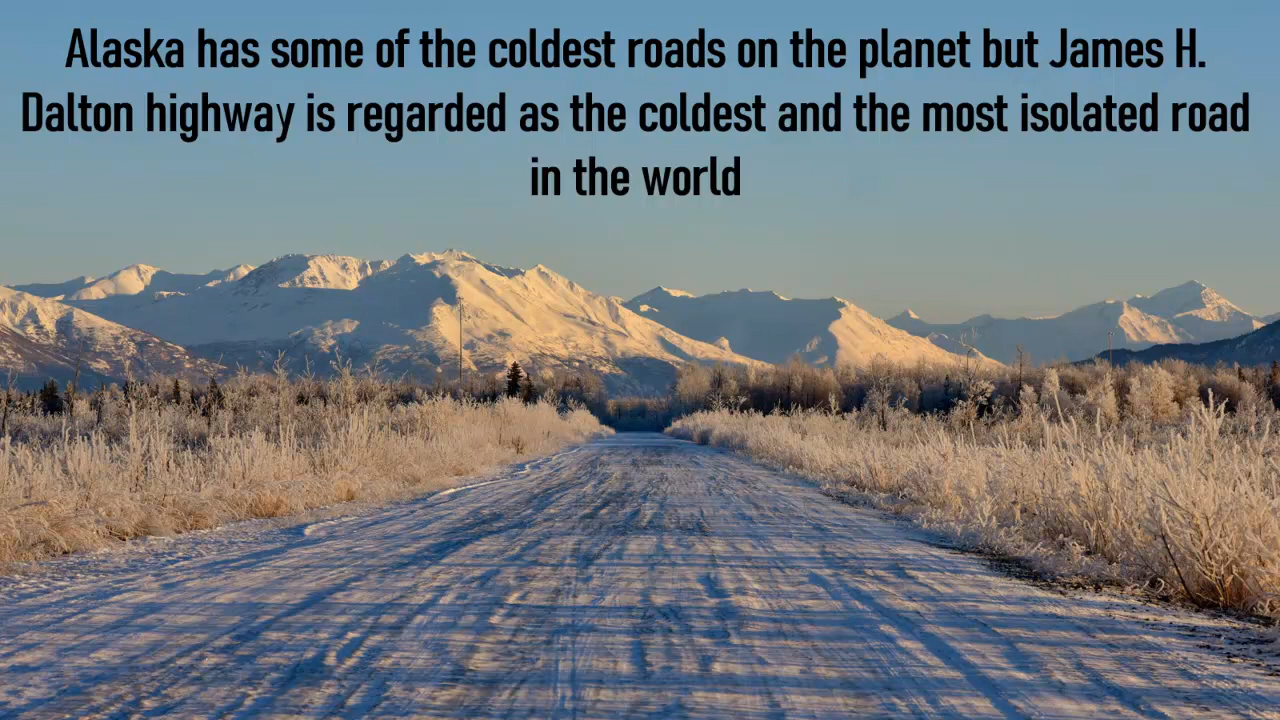 Alaska has some of the coldest roads on the planet but James H.
Dalton highway is regarded as the coldest and the most isolated road
in the world